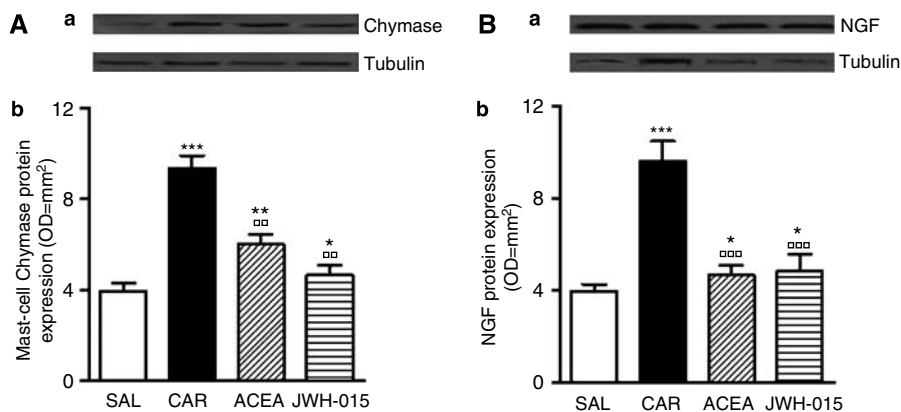 A
a
Chymase
Tubulin
b
Mast-cell Chymase protein
expression (OD=mm²)
12
8
4
0
***
**
□□
*
□□
SAL CAR ACEA JWH-015
B
a
NGF
Tubulin
b
NGF protein expression
(OD=mm²)
12
8
4
0
***
*
□□□
*
□□□
SAL CAR ACEA JWH-015